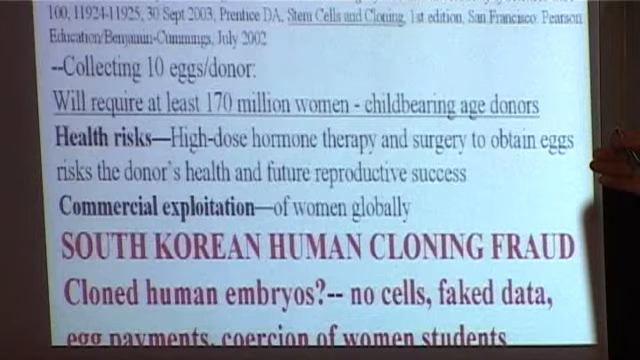 100, 11924-11925, 30 Sept 2003, Prentice DA, Stem Cells and Cloning, 1st edition, San Francisco: Pearson
Education/Benjamin-Cummings, July 2002
--Collecting 10 eggs/donor:
Will require at least 170 million women - childbearing age donors
Health risks—High-dose hormone therapy and surgery to obtain eggs
risks the donor's health and future reproductive success
Commercial exploitation—of women globally
SOUTH KOREAN HUMAN CLONING FRAUD
Cloned human embryos?-- no cells, faked data,
egg payments, coercion of women students